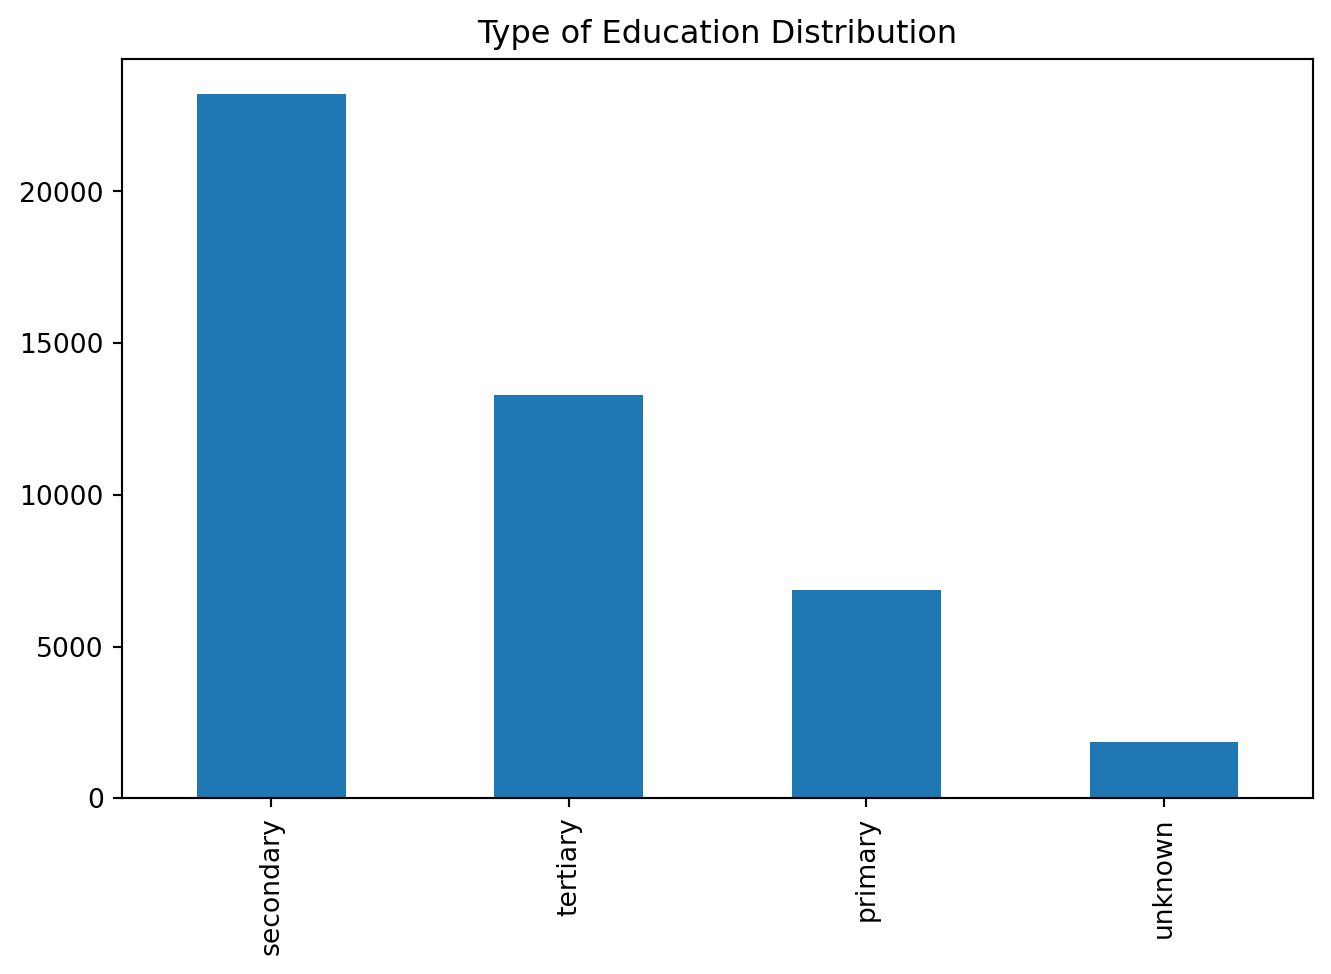 Type of Education Distribution
20000
15000
10000
5000
0
secondary
tertiary
primary
unknown